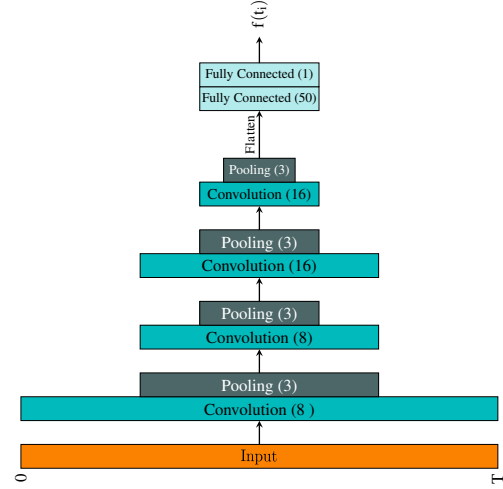 f(t_i)
Fully Connected (1)
Fully Connected (50)
Flatten
Pooling (3)
Convolution (16)
Pooling (3)
Convolution (16)
Pooling (3)
Convolution (8)
Pooling (3)
Convolution (8 )
Input
0
T